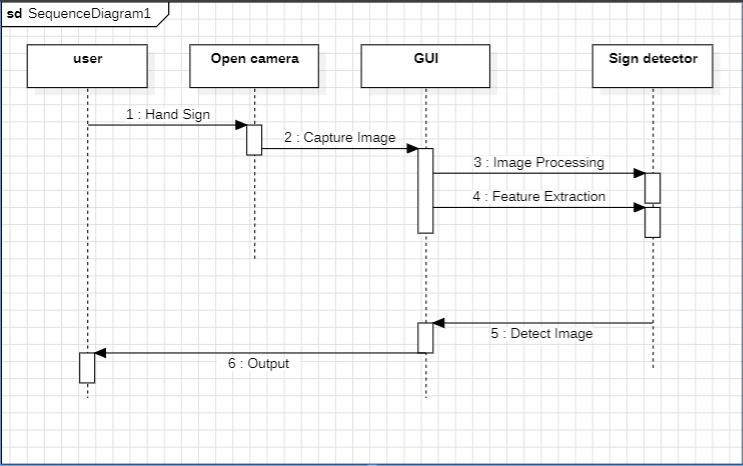 sd SequenceDiagram1
user
Open camera
GUI
Sign detector
1 : Hand Sign
2 : Capture Image
3 : Image Processing
4 : Feature Extraction
5 : Detect Image
6 : Output